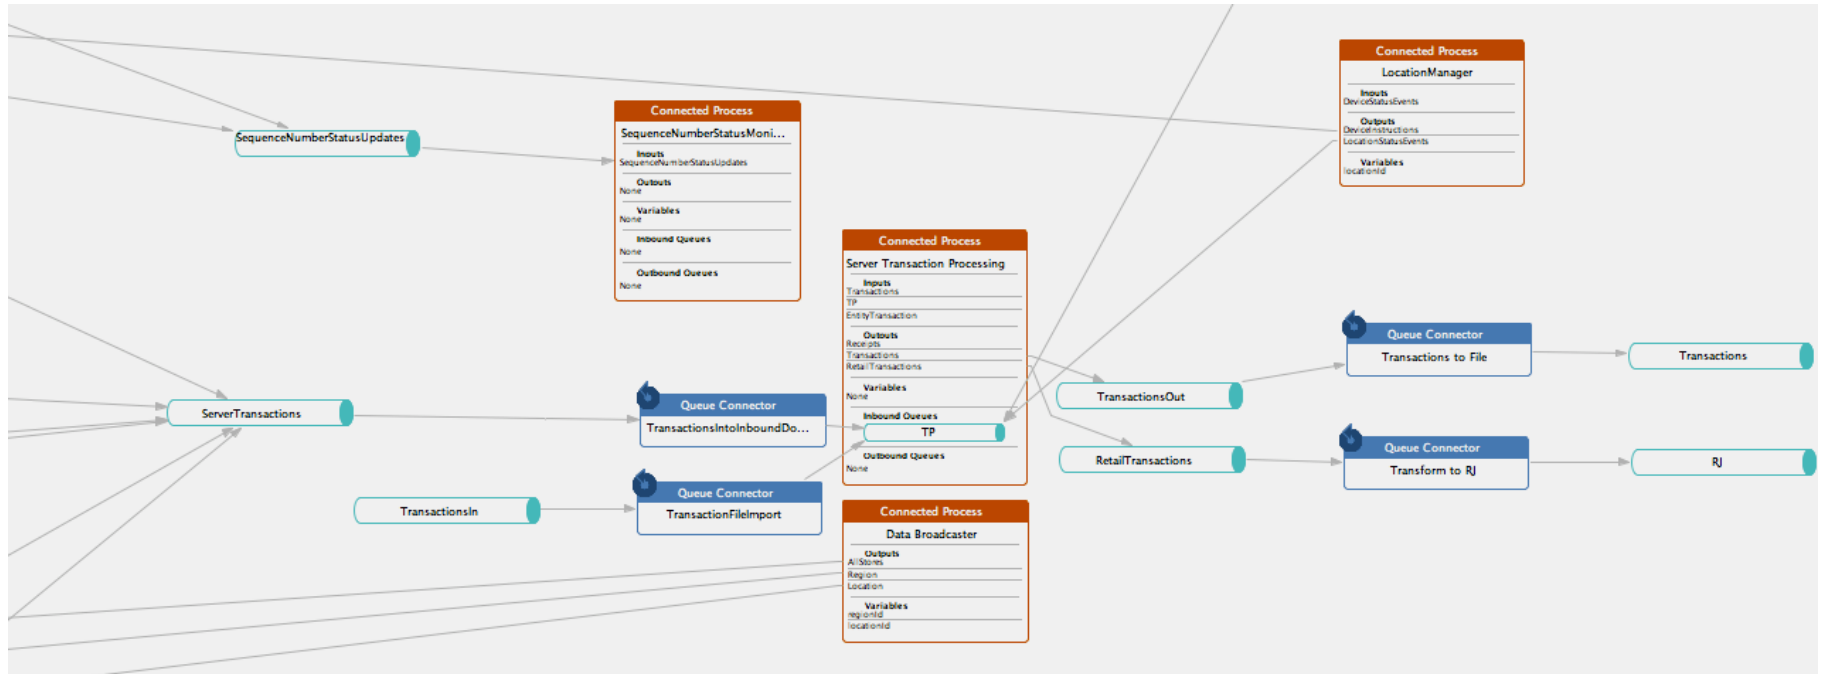 Connected Process
LocationManager
Inputs
DeviceStatusEvents
Outputs
DeviceInstructions
LocationStatusEvents
Variables
locationId
SequenceNumberStatusUpdates
Connected Process
SequenceNumberStatusMoni...
Inputs
SequenceNumberStatusUpdates
Outputs
None
Variables
None
Inbound Queues
None
Outbound Queues
None
Connected Process
Server Transaction Processing
Inputs
Transactions
TP
EntityTransaction
Outputs
Receipts
Transactions
RetailTransactions
Variables
None
Inbound Queues
TP
Outbound Queues
None
Queue Connector
Transactions to File
Transactions
ServerTransactions
Queue Connector
TransactionsIntoInboundDo...
TransactionsOut
RetailTransactions
Queue Connector
Transform to RJ
RJ
TransactionsIn
Queue Connector
TransactionFileImport
Connected Process
Data Broadcaster
Outputs
AllStores
Region
Location
Variables
regionId
locationId